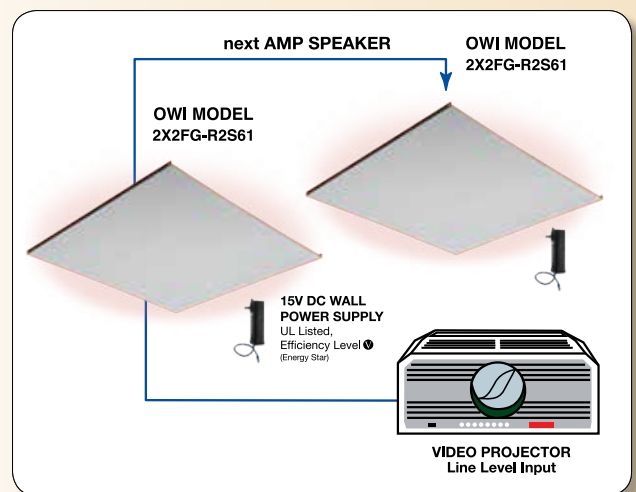 next AMP SPEAKER
OWI MODEL
2X2FG-R2S61
OWI MODEL
2X2FG-R2S61
15V DC WALL
POWER SUPPLY
UL Listed,
Efficiency Level Ⓥ
(Energy Star)
VIDEO PROJECTOR
Line Level Input